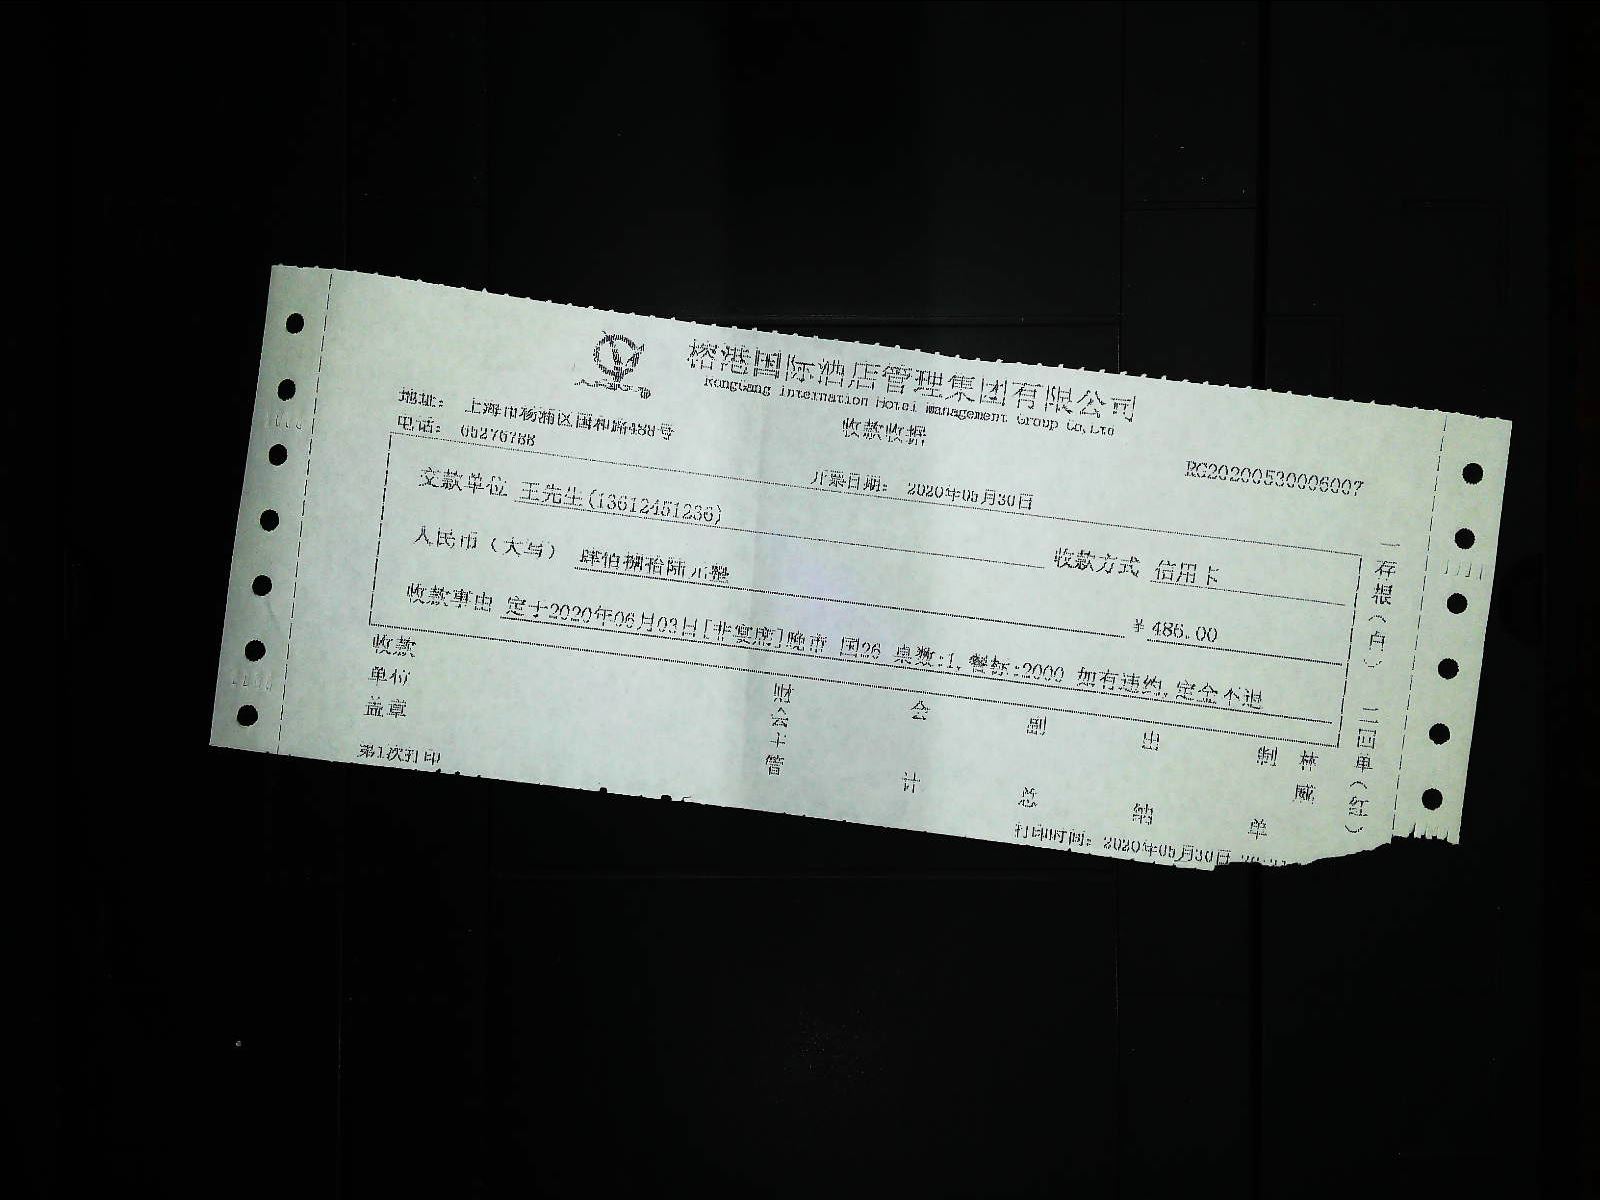 榕港国际酒店管理集团有限公司
RongGang Internation Hotel management Group Co,Ltd
地址: 上海市杨浦区国和路488号
收款收据
电话: 65276788
RG20200530006007
开票日期: 2020年05月30日
交款单位 王先生(13612451236)
收款方式 信用卡
人民币(大写) 肆佰捌拾陆元整
¥ 486.00
收款事由 定于2020年06月03日[非宴席]晚市 国26 桌数:1,餐标:2000 如有违约,定金不退
收款单位盖章
财会主管
会计
副总
出纳
制单
林威
一存根(白) 二回单(红)
第1次打印
打印时间: 2020年05月30日